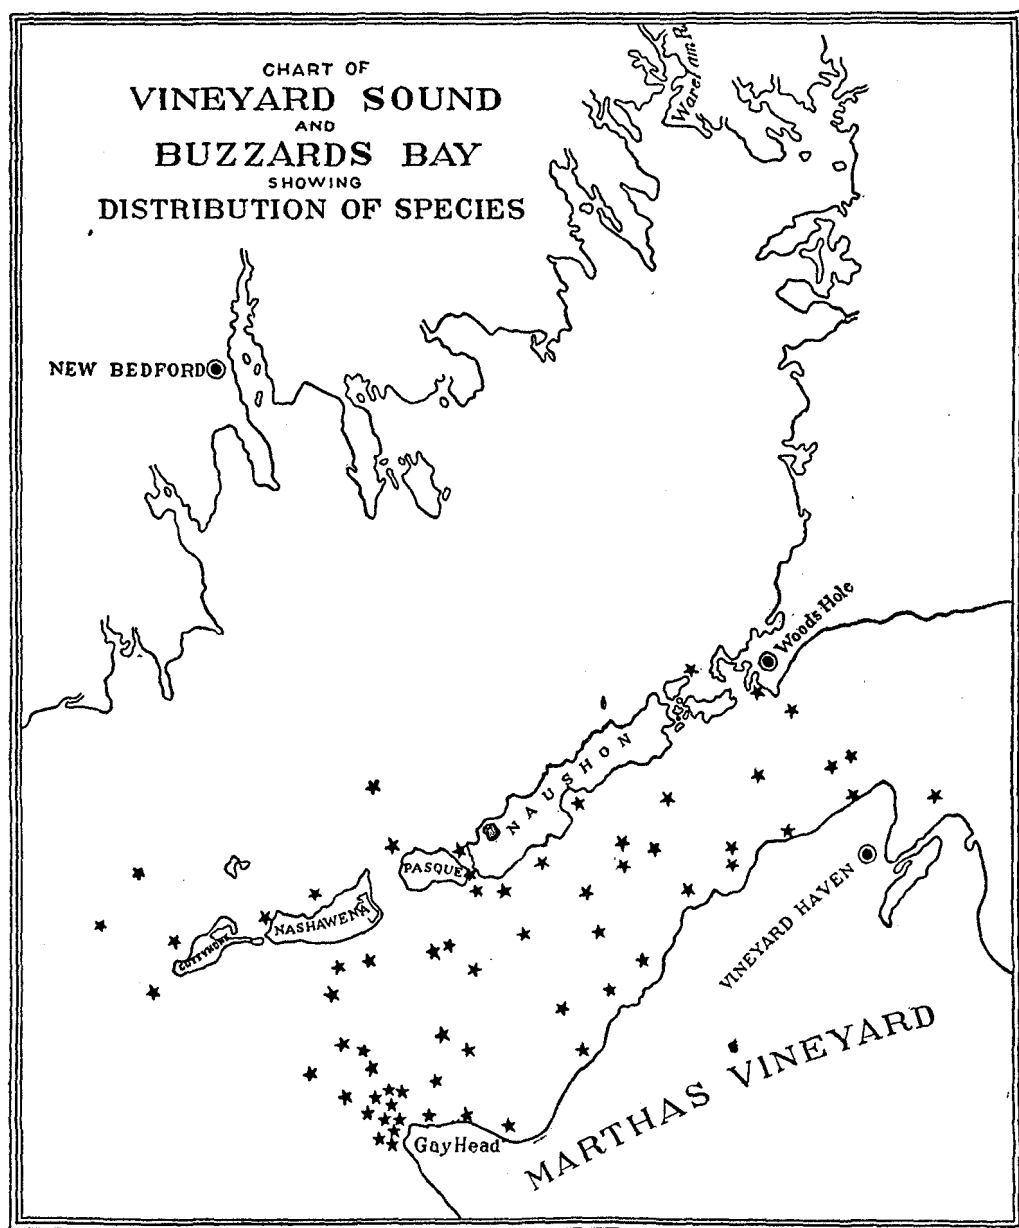 CHART OF
VINEYARD SOUND
AND
BUZZARDS BAY
SHOWING
DISTRIBUTION OF SPECIES
NEW BEDFORD
Woods Hole
NAUSHON
PASQUE
NASHAWENA
CUTTYHUNK
VINEYARD HAVEN
MARTHAS VINEYARD
Gay Head